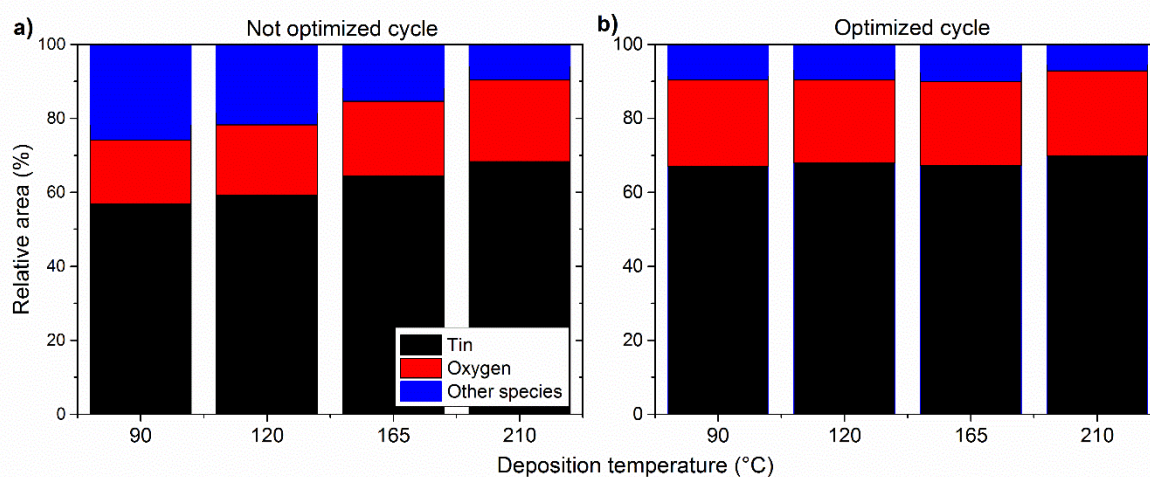 a)
Not optimized cycle
b)
Optimized cycle
Relative area (%)
100
80
60
40
20
0
Tin
Oxygen
Other species
90 120 165 210
100
80
60
40
20
0
90 120 165 210
Deposition temperature (°C)